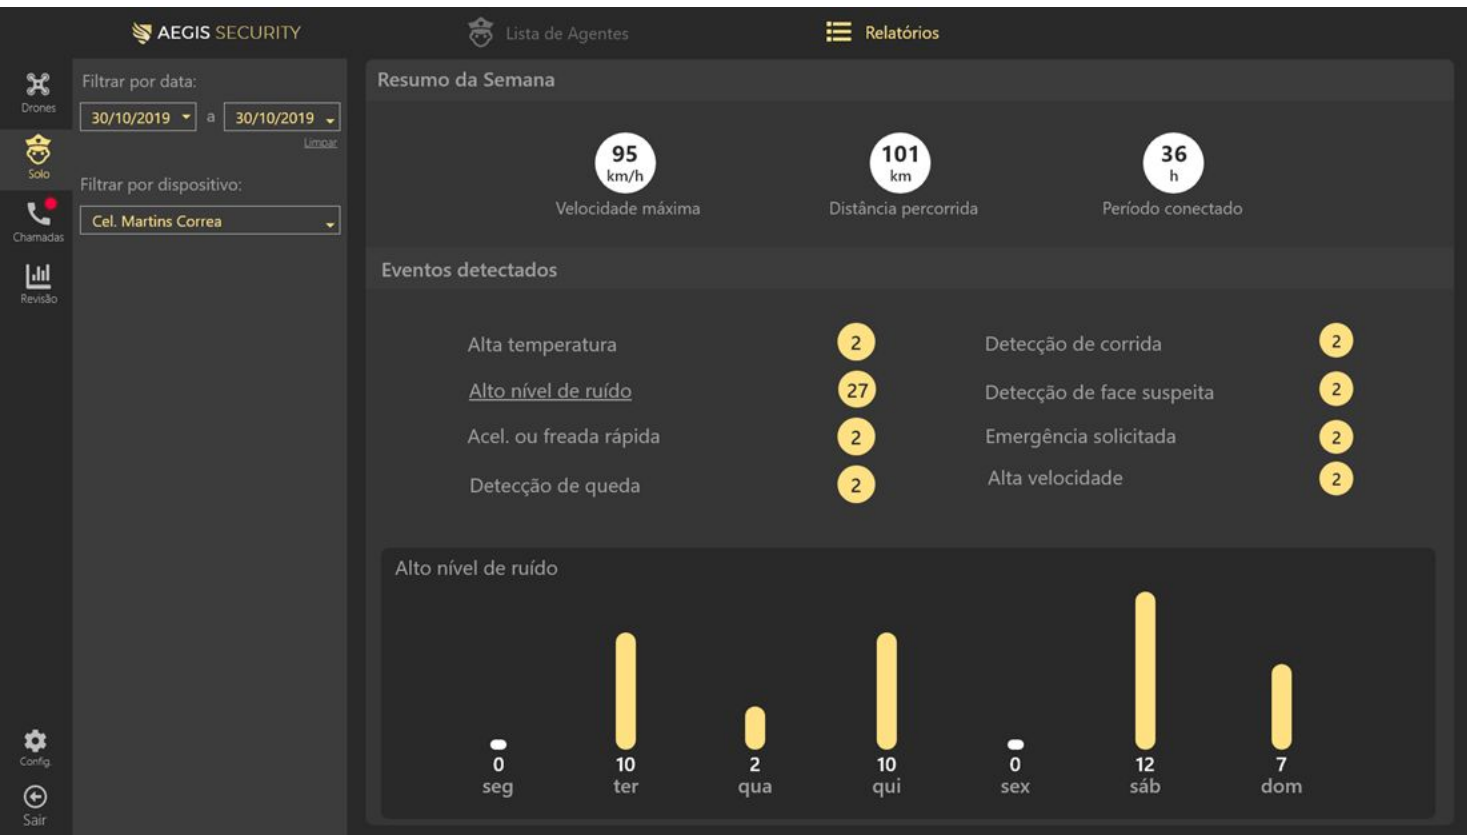 AEGIS SECURITY
Lista de Agentes
Relatórios
Drones
Solo
Chamadas
Revisão
Config.
Sair
Filtrar por data:
30/10/2019 a 30/10/2019
Limpar
Filtrar por dispositivo:
Cel. Martins Correa
Resumo da Semana
95 km/h
Velocidade máxima
101 km
Distância percorrida
36 h
Período conectado
Eventos detectados
Alta temperatura 2
Detecção de corrida 2
Alto nível de ruído 27
Detecção de face suspeita 2
Acel. ou freada rápida 2
Emergência solicitada 2
Detecção de queda 2
Alta velocidade 2
Alto nível de ruído
0 10 2 10 0 12 7
seg ter qua qui sex sáb dom